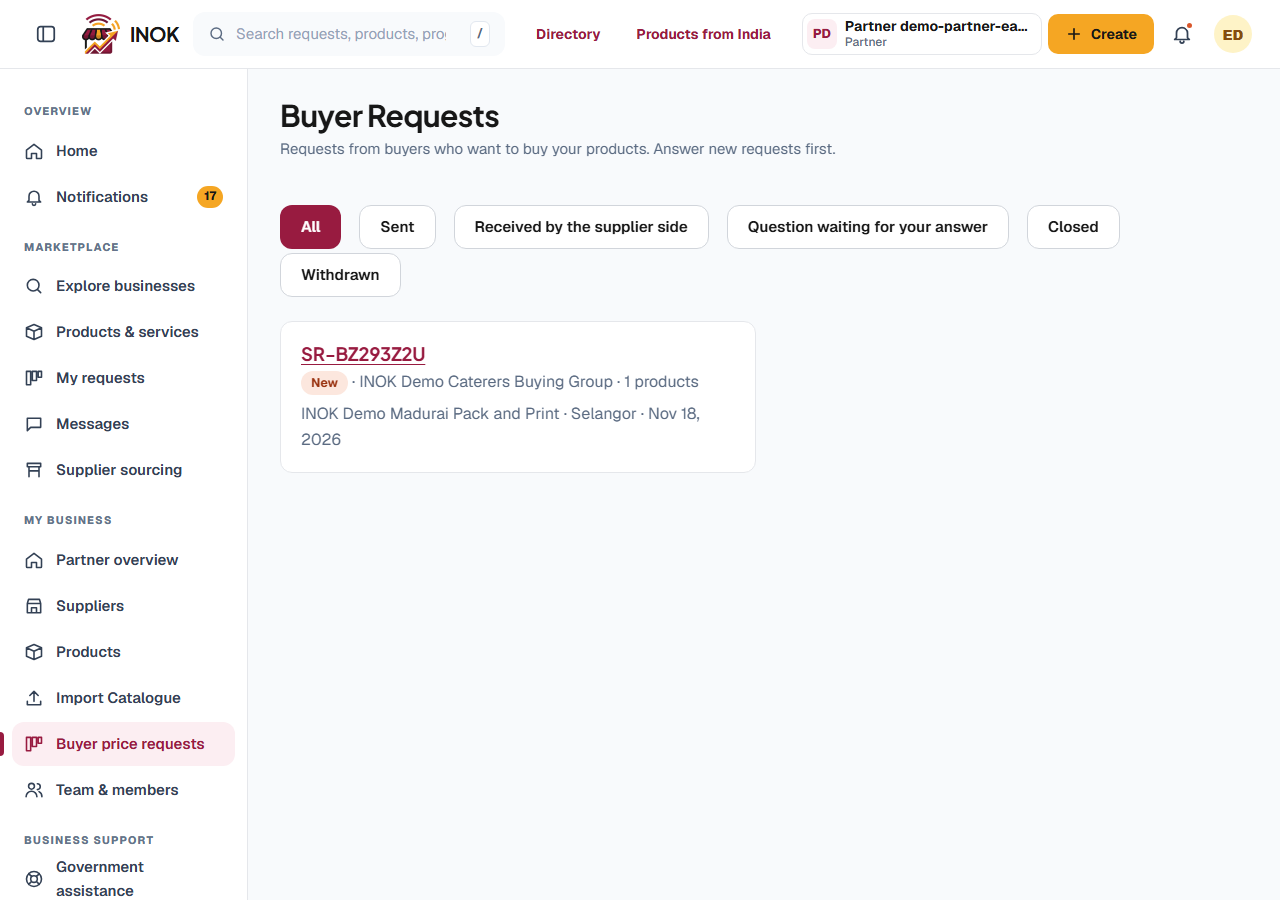 INOK
Search requests, products, pro
/
Directory
Products from India
PD
Partner demo-partner-ea...
Partner
Create
ED
OVERVIEW
Home
Notifications
17
MARKETPLACE
Explore businesses
Products & services
My requests
Messages
Supplier sourcing
MY BUSINESS
Partner overview
Suppliers
Products
Import Catalogue
Buyer price requests
Team & members
BUSINESS SUPPORT
Government
assistance
Buyer Requests
Requests from buyers who want to buy your products. Answer new requests first.
All
Sent
Received by the supplier side
Question waiting for your answer
Closed
Withdrawn
SR-BZ293Z2U
New · INOK Demo Caterers Buying Group · 1 products
INOK Demo Madurai Pack and Print · Selangor · Nov 18,
2026